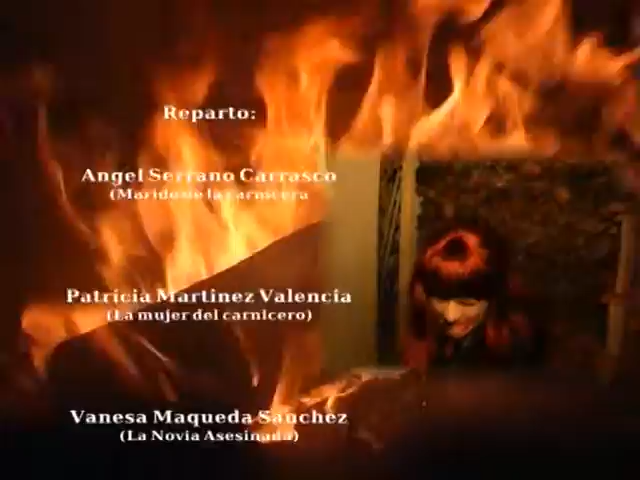 Reparto:
Angel Serrano Carrasco
(Marido de la carnicera
Patricia Martinez Valencia
(La mujer del carnicero)
Vanesa Maqueda Sanchez
(La Novia Asesinada)